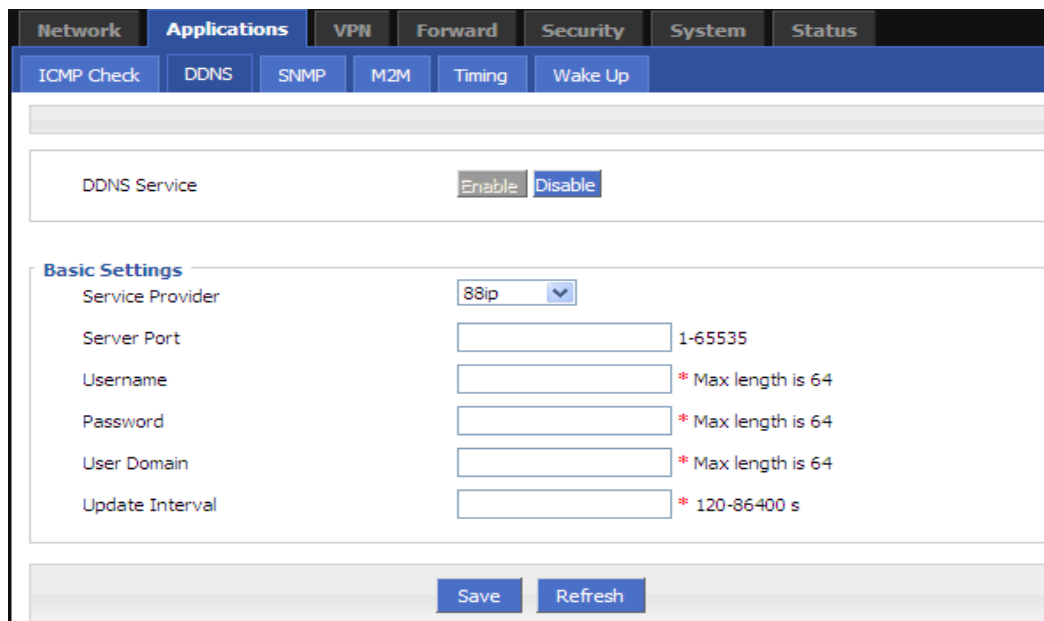 Network Applications VPN Forward Security System Status
ICMP Check DDNS SNMP M2M Timing Wake Up
DDNS Service Enable Disable
Basic Settings
Service Provider 88ip
Server Port 1-65535
Username * Max length is 64
Password * Max length is 64
User Domain * Max length is 64
Update Interval * 120-86400 s
Save Refresh